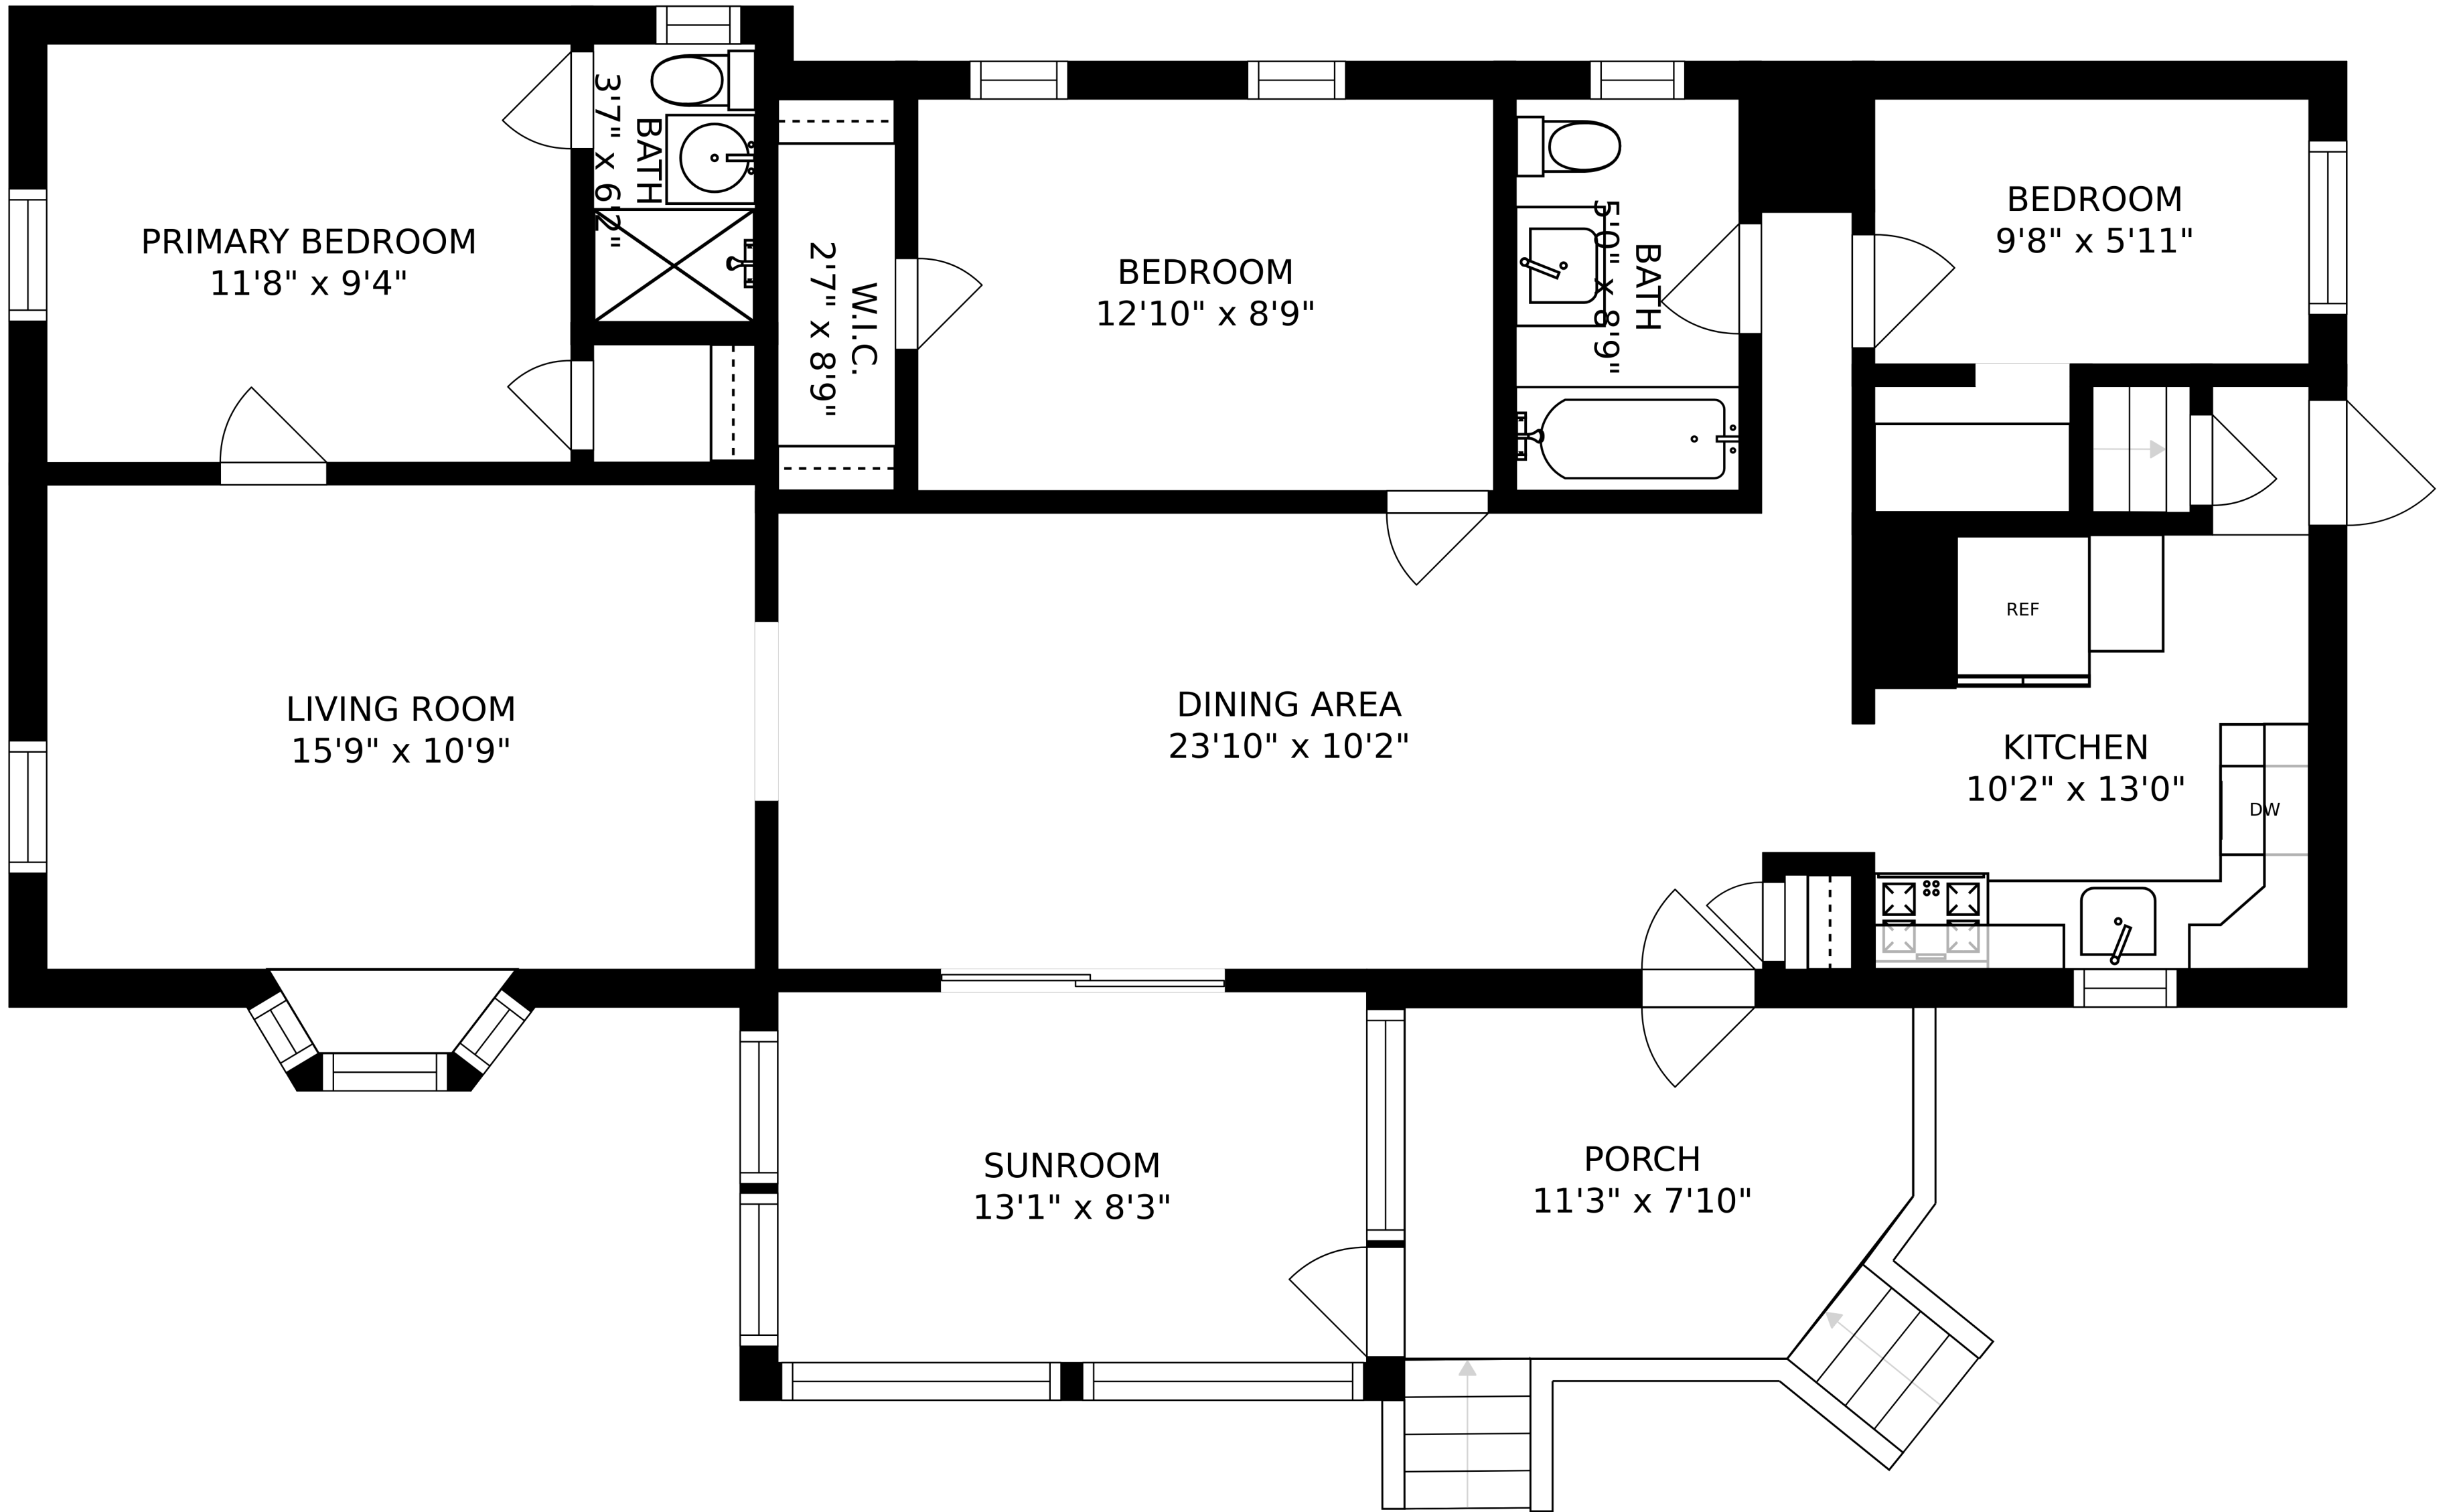 PRIMARY BEDROOM
11'8" x 9'4"
BATH
3'7" x 6'2"
W.I.C.
2'7" x 8'9"
BEDROOM
12'10" x 8'9"
BATH
5'0" x 8'9"
BEDROOM
9'8" x 5'11"
LIVING ROOM
15'9" x 10'9"
DINING AREA
23'10" x 10'2"
REF
KITCHEN
10'2" x 13'0"
DW
SUNROOM
13'1" x 8'3"
PORCH
11'3" x 7'10"